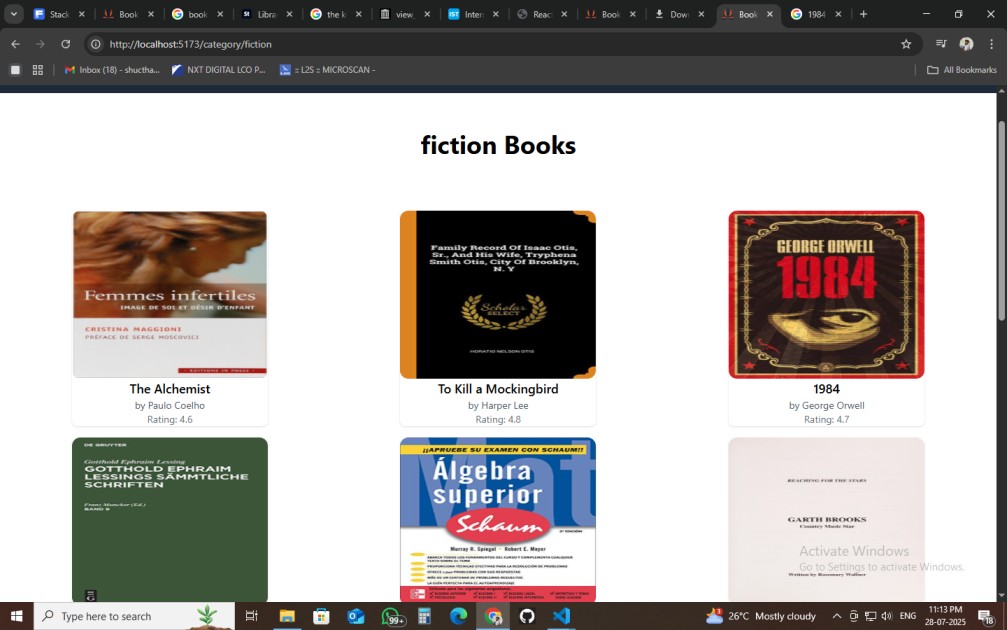 Stack
Book
book
Libra
the k
view_
Intern
Reac
Book
Dow
Book
1984
http://localhost:5173/category/fiction
Inbox (18) - shuctha...
NXT DIGITAL LCO P...
:: L2S :: MICROSCAN -
All Bookmarks
fiction Books
Femmes infertiles
IMAGE DE SOI ET DÉSIR D'ENFANT
CRISTINA MAGGIONI
PRÉFACE DE SERGE MOSCOVICI
EDITIONS IN PRESS
The Alchemist
by Paulo Coelho
Rating: 4.6
Family Record Of Isaac Otis,
Sr., And His Wife, Tryphena
Smith Otis, City Of Brooklyn,
N. Y
Scholar
SELECT
HORATIO NELSON OTIS
To Kill a Mockingbird
by Harper Lee
Rating: 4.8
GEORGE ORWELL
1984
1984
by George Orwell
Rating: 4.7
DE GRUYTER
Gotthold Ephraim Lessing
GOTTHOLD EPHRAIM
LESSINGS SÄMMTLICHE
SCHRIFTEN
Franz Muncker (Ed.)
BAND 9
Mat
¡¡APRUEBE SU EXAMEN CON SCHAUM!!
Álgebra
superior
Schaum
Murray R. Spiegel • Robert E. Moyer
REACHING FOR THE STARS
GARTH BROOKS
Country Music Star
Written by Rosemary Wallner
Activate Windows
Go to Settings to activate Windows.
Type here to search
99+
26°C Mostly cloudy
ENG
11:13 PM
28-07-2025
18